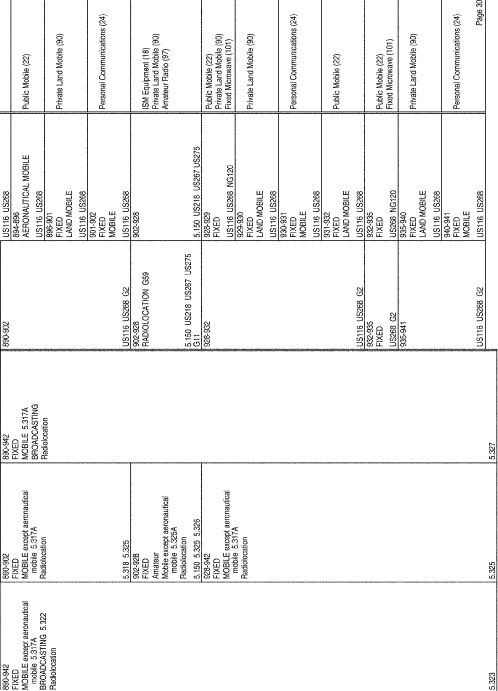 890-942
FIXED
MOBILE except aeronautical
mobile 5.317A
BROADCASTING 5.322
Radiolocation
5.323
890-902
FIXED
MOBILE except aeronautical
mobile 5.317A
Radiolocation
5.318 5.325
902-928
FIXED
Amateur
Mobile except aeronautical
mobile 5.325A
Radiolocation
5.150 5.325 5.326
928-942
FIXED
MOBILE except aeronautical
mobile 5.317A
Radiolocation
5.325
890-942
FIXED
MOBILE 5.317A
BROADCASTING
Radiolocation
5.327
890-902
US116 US268 G2
902-928
RADIOLOCATION G59
5.150 US218 US267 US275
G11
928-932
US116 US268 G2
932-935
FIXED
US268 G2
935-941
US116 US268 G2
US116 US268
894-896
AERONAUTICAL MOBILE
US116 US268
896-901
FIXED
LAND MOBILE
US116 US268
901-902
FIXED
MOBILE
US116 US268
902-928
5.150 US218 US267 US275
928-929
FIXED
US116 US268 NG120
929-930
FIXED
LAND MOBILE
US116 US268
930-931
FIXED
MOBILE
US116 US268
931-932
FIXED
LAND MOBILE
US116 US268
932-935
FIXED
US268 NG120
935-940
FIXED
LAND MOBILE
US116 US268
940-941
FIXED
MOBILE
US116 US268
Public Mobile (22)
Private Land Mobile (90)
Personal Communications (24)
ISM Equipment (18)
Private Land Mobile (90)
Amateur Radio (97)
Public Mobile (22)
Private Land Mobile (90)
Fixed Microwave (101)
Private Land Mobile (90)
Personal Communications (24)
Public Mobile (22)
Public Mobile (22)
Fixed Microwave (101)
Private Land Mobile (90)
Personal Communications (24)
Page 30